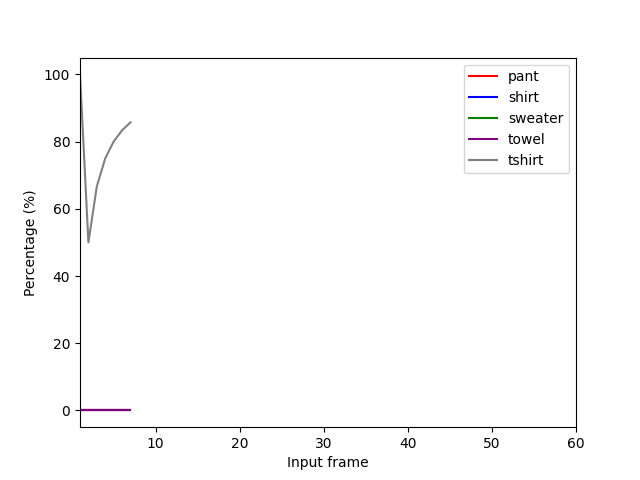 100
80
60
40
20
0
Percentage (%)
pant
shirt
sweater
towel
tshirt
10 20 30 40 50 60
Input frame